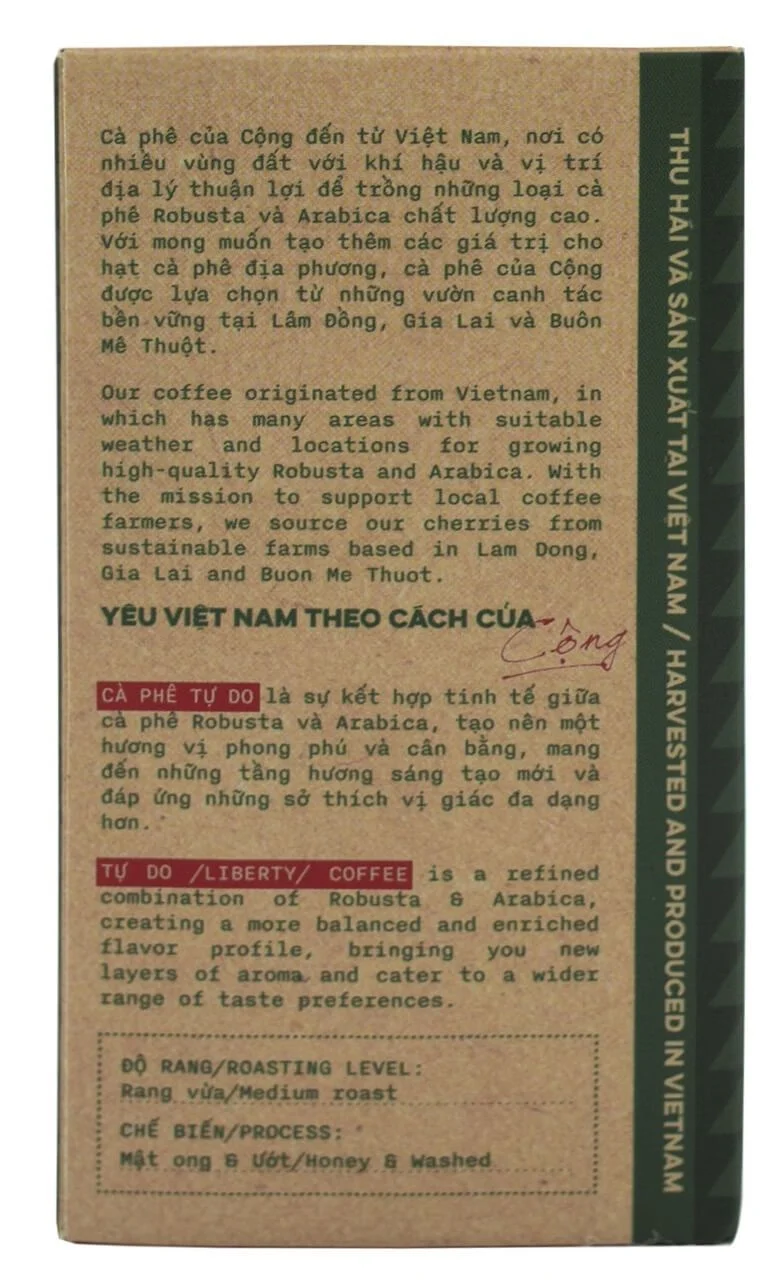 Cà phê của Cộng đến từ Việt Nam, nơi có
nhiều vùng đất với khí hậu và vị trí
địa lý thuận lợi để trồng những loại cà
phê Robusta và Arabica chất lượng cao.
Với mong muốn tạo thêm các giá trị cho
hạt cà phê địa phương, cà phê của Cộng
được lựa chọn từ những vườn canh tác
bền vững tại Lâm Đồng, Gia Lai và Buôn
Mê Thuột.
Our coffee originated from Vietnam, in
which has many areas with suitable
weather and locations for growing
high-quality Robusta and Arabica. With
the mission to support local coffee
farmers, we source our cherries from
sustainable farms based in Lam Dong,
Gia Lai and Buon Me Thuot.
YÊU VIỆT NAM THEO CÁCH CỦA Cộng
CÀ PHÊ TỰ DO là sự kết hợp tinh tế giữa
cà phê Robusta và Arabica, tạo nên một
hương vị phong phú và cân bằng, mang
đến những tầng hương sáng tạo mới và
đáp ứng những sở thích vị giác đa dạng
hơn.
TỰ DO /LIBERTY/ COFFEE is a refined
combination of Robusta & Arabica,
creating a more balanced and enriched
flavor profile, bringing you new
layers of aroma and cater to a wider
range of taste preferences.
ĐỘ RANG/ROASTING LEVEL:
Rang vừa/Medium roast
CHẾ BIẾN/PROCESS:
Mật ong & Ướt/Honey & Washed
THU HÁI VÀ SẢN XUẤT TẠI VIỆT NAM / HARVESTED AND PRODUCED IN VIETNAM